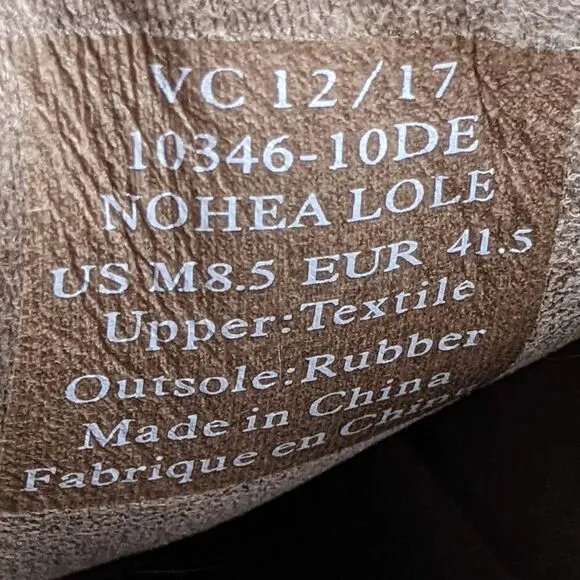 VC 12/17
10346-10DE
NOHEA LOLE
US M8.5 EUR 41.5
Upper:Textile
Outsole:Rubber
Made in China
Fabrique en Chine